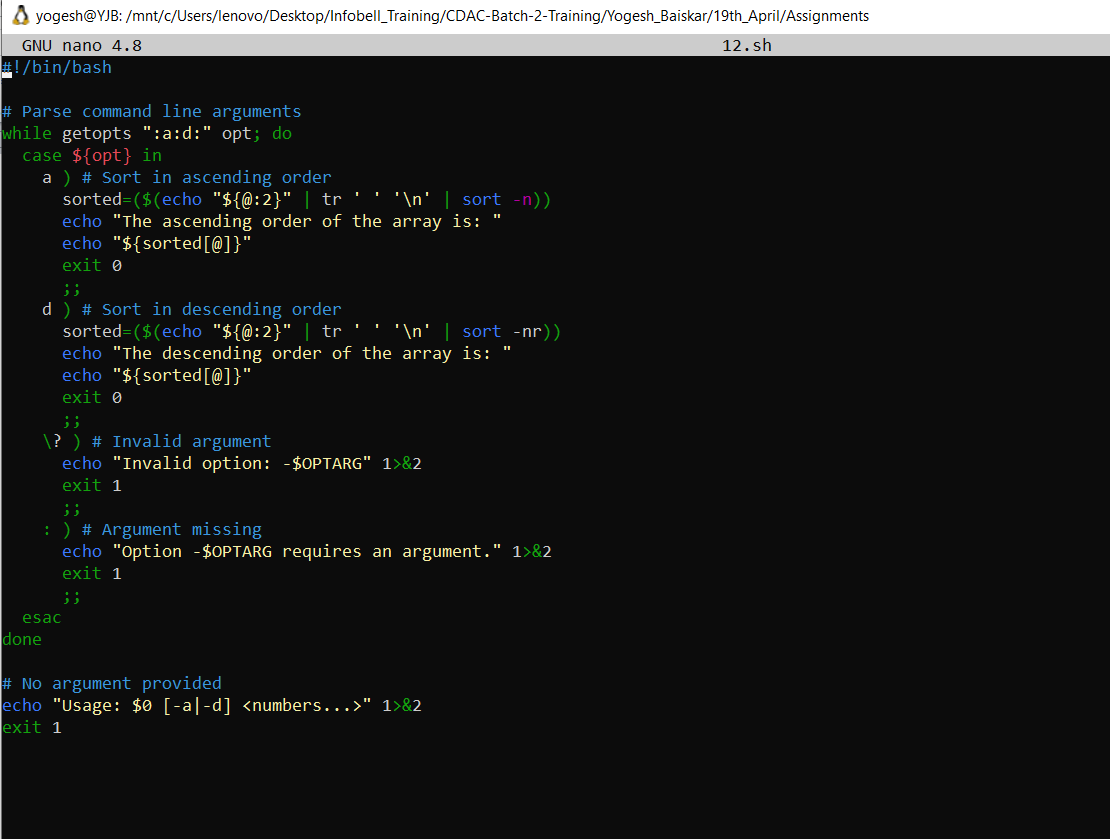 yogesh@YJB: /mnt/c/Users/lenovo/Desktop/Infobell_Training/CDAC-Batch-2-Training/Yogesh_Baiskar/19th_April/Assignments
GNU nano 4.8 12.sh
#!/bin/bash
# Parse command line arguments
while getopts ":a:d:" opt; do
  case ${opt} in
    a ) # Sort in ascending order
      sorted=($(echo "${@:2}" | tr ' ' '\n' | sort -n))
      echo "The ascending order of the array is: "
      echo "${sorted[@]}"
      exit 0
      ;;
    d ) # Sort in descending order
      sorted=($(echo "${@:2}" | tr ' ' '\n' | sort -nr))
      echo "The descending order of the array is: "
      echo "${sorted[@]}"
      exit 0
      ;;
    \? ) # Invalid argument
      echo "Invalid option: -$OPTARG" 1>&2
      exit 1
      ;;
    : ) # Argument missing
      echo "Option -$OPTARG requires an argument." 1>&2
      exit 1
      ;;
  esac
done
# No argument provided
echo "Usage: $0 [-a|-d] <numbers...>" 1>&2
exit 1